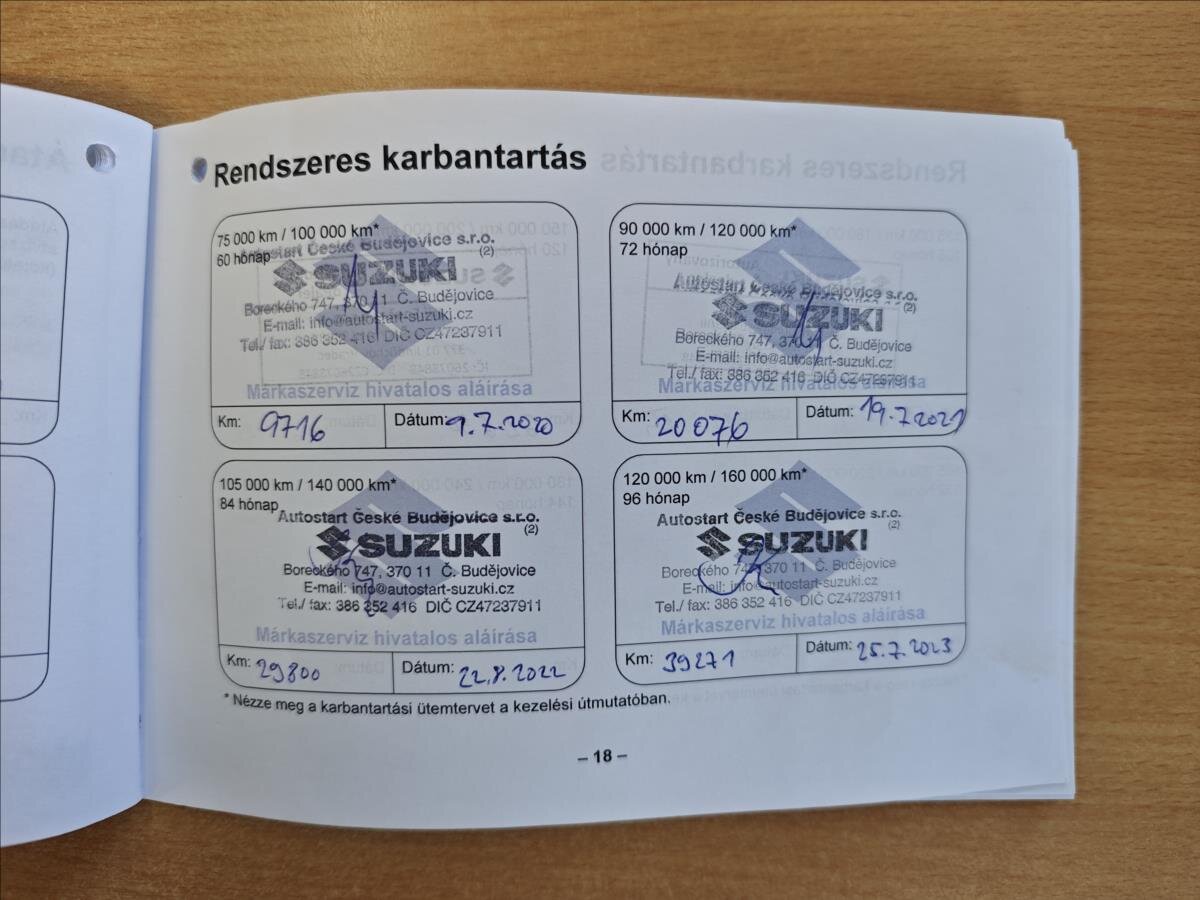 Rendszeres karbantartás
75 000 km / 100 000 km*
60 hónap
Autostart České Budějovice s.r.o.
(2)
SUZUKI
Boreckého 747, 370 11 Č. Budějovice
E-mail: info@autostart-suzuki.cz
Tel./ fax: 386 352 416 DIČ CZ47237911
Márkaszerviz hivatalos aláírása
Km: 9716 Dátum: 9.7.2020
90 000 km / 120 000 km*
72 hónap
Autostart České Budějovice s.r.o.
(2)
SUZUKI
Boreckého 747, 370 11 Č. Budějovice
E-mail: info@autostart-suzuki.cz
Tel./ fax: 386 352 416 DIČ CZ47237911
Márkaszerviz hivatalos aláírása
Km: 20076 Dátum: 19.7.2021
105 000 km / 140 000 km*
84 hónap
Autostart České Budějovice s.r.o.
(2)
SUZUKI
Boreckého 747, 370 11 Č. Budějovice
E-mail: info@autostart-suzuki.cz
Tel./ fax: 386 352 416 DIČ CZ47237911
Márkaszerviz hivatalos aláírása
Km: 29800 Dátum: 22.8.2022
120 000 km / 160 000 km*
96 hónap
Autostart České Budějovice s.r.o.
(2)
SUZUKI
Boreckého 747, 370 11 Č. Budějovice
E-mail: info@autostart-suzuki.cz
Tel./ fax: 386 352 416 DIČ CZ47237911
Márkaszerviz hivatalos aláírása
Km: 39271 Dátum: 25.7.2023
* Nézze meg a karbantartási ütemtervet a kezelési útmutatóban.
– 18 –